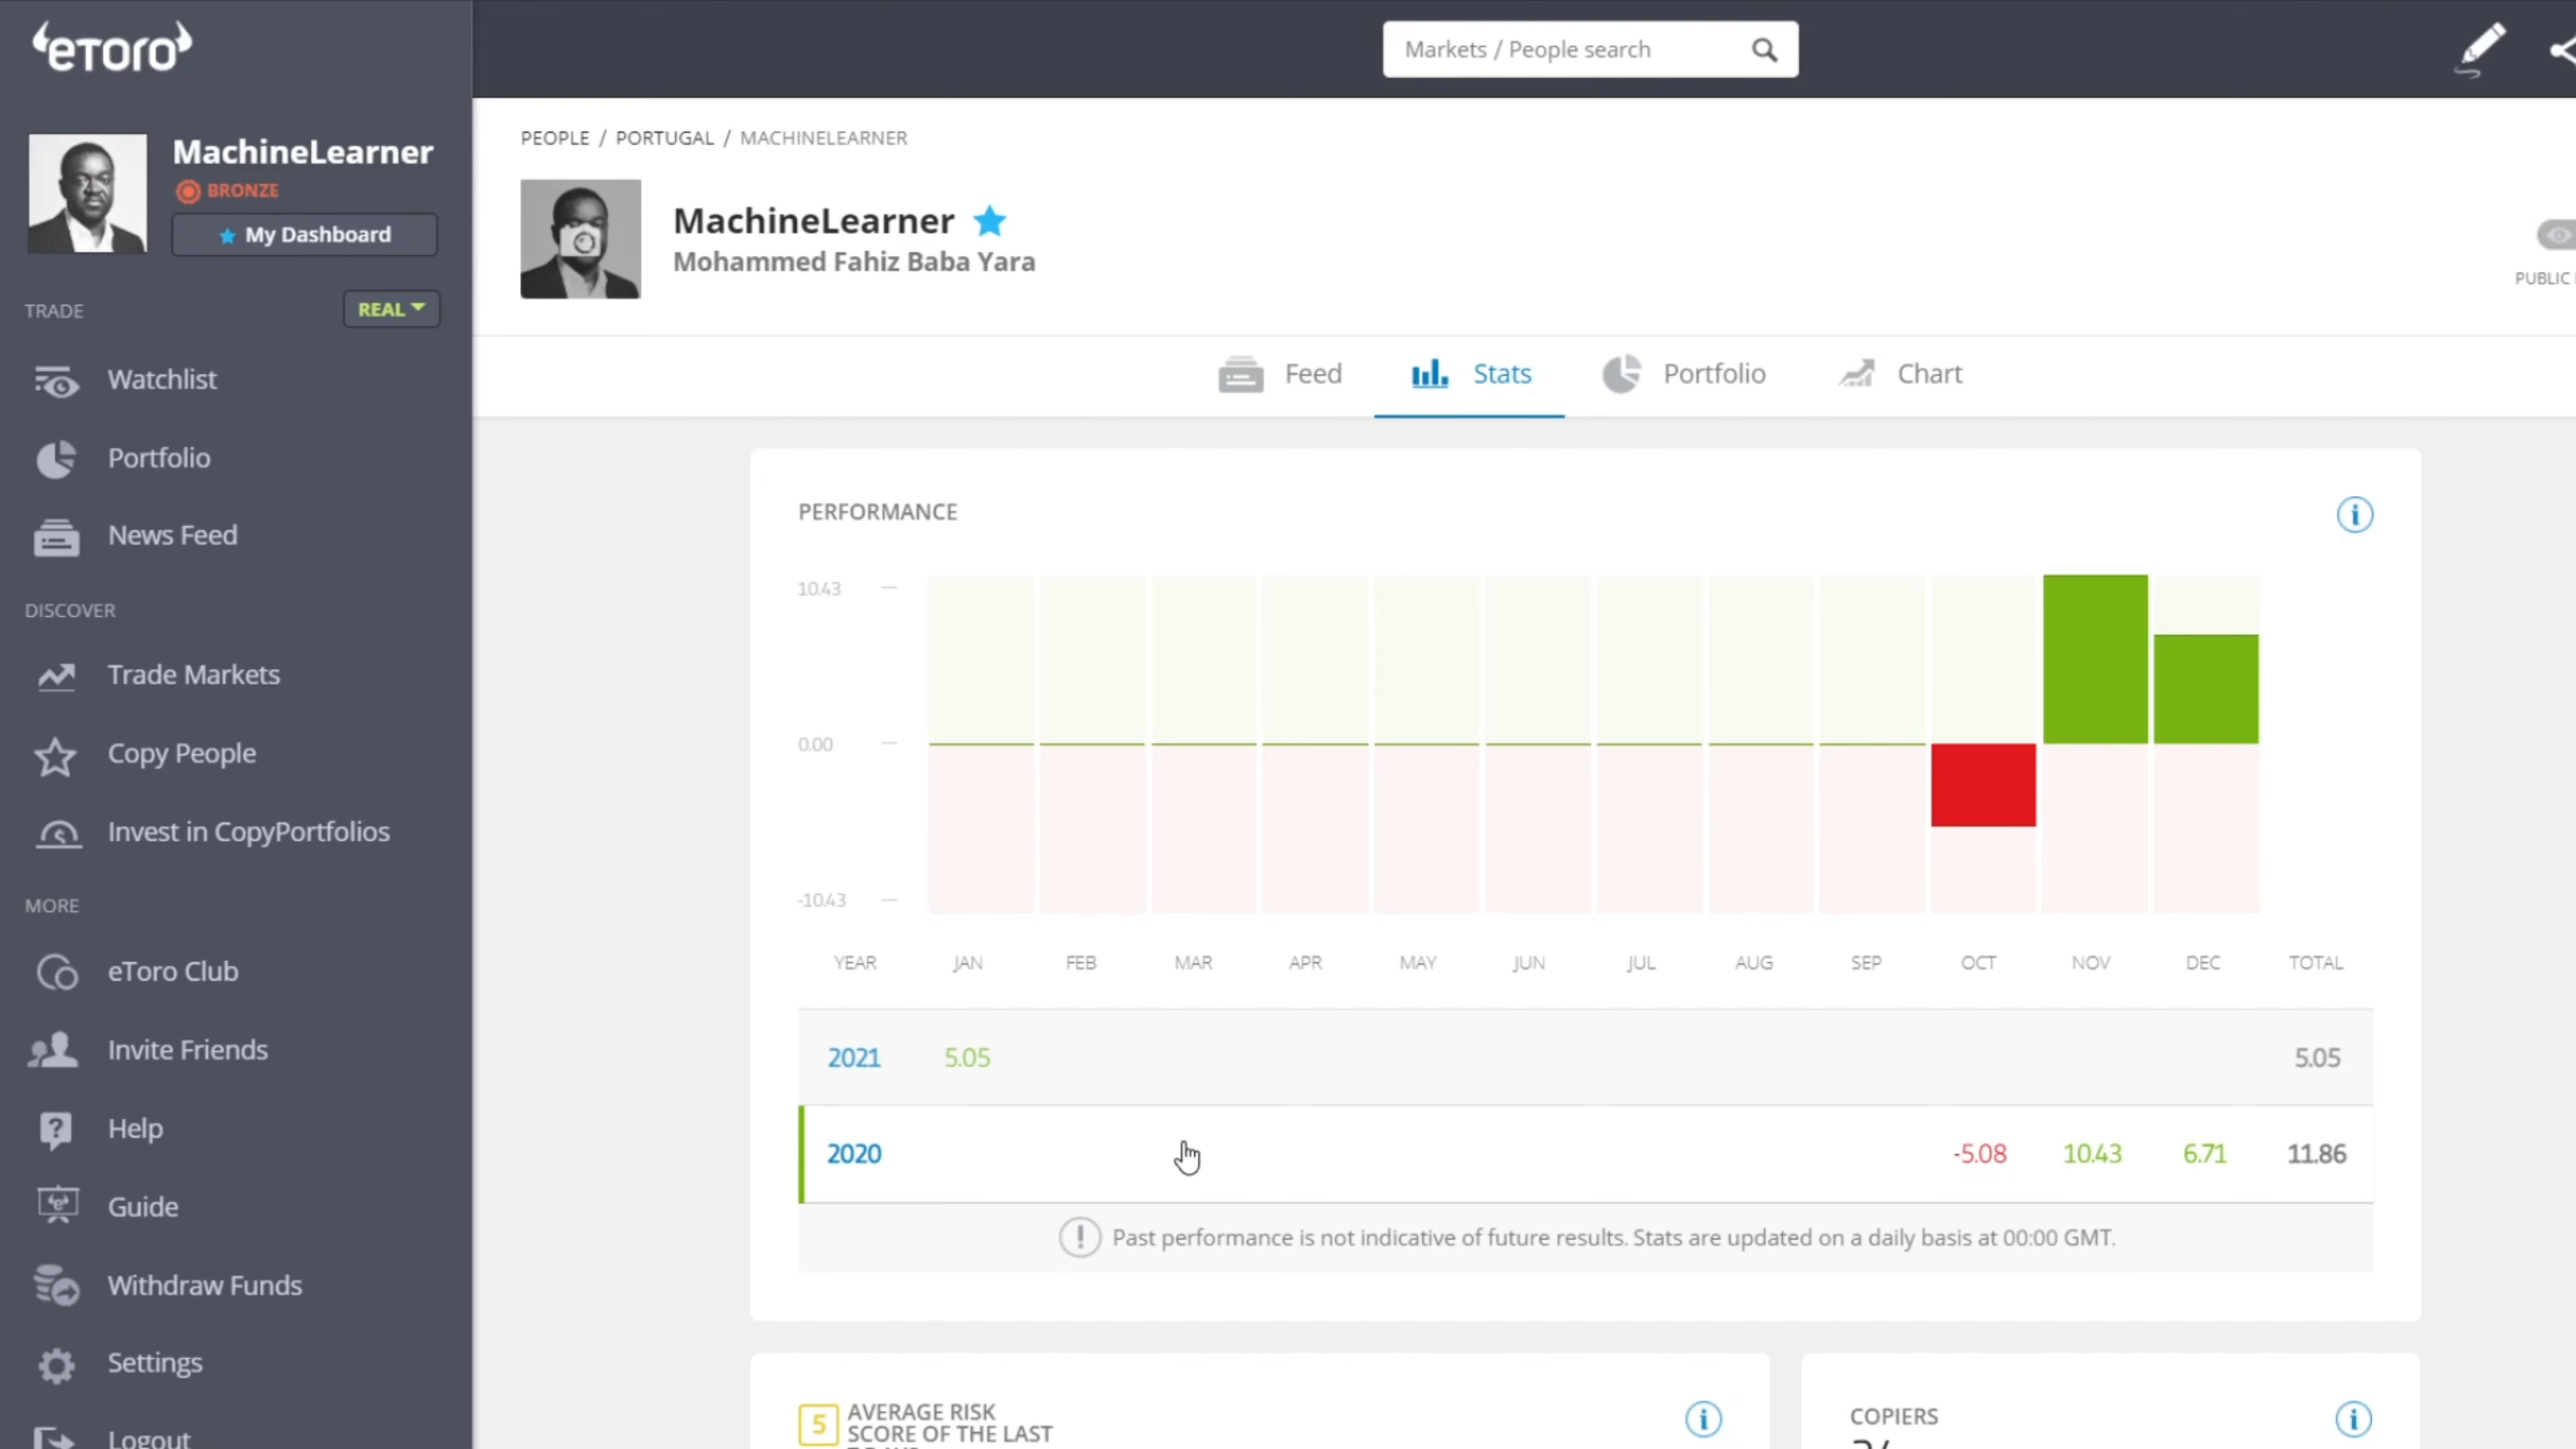 eToro
MachineLearner
BRONZE
My Dashboard
TRADE
REAL
Watchlist
Portfolio
News Feed
DISCOVER
Trade Markets
Copy People
Invest in CopyPortfolios
MORE
eToro Club
Invite Friends
Help
Guide
Withdraw Funds
Settings
Logout
Markets / People search
PEOPLE / PORTUGAL / MACHINELEARNER
MachineLearner
Mohammed Fahiz Baba Yara
PUBLIC
Feed Stats Portfolio Chart
PERFORMANCE
10.43
0.00
-10.43
YEAR JAN FEB MAR APR MAY JUN JUL AUG SEP OCT NOV DEC TOTAL
2021 5.05 5.05
2020 -5.08 10.43 6.71 11.86
Past performance is not indicative of future results. Stats are updated on a daily basis at 00:00 GMT.
5
AVERAGE RISK
SCORE OF THE LAST
COPIERS